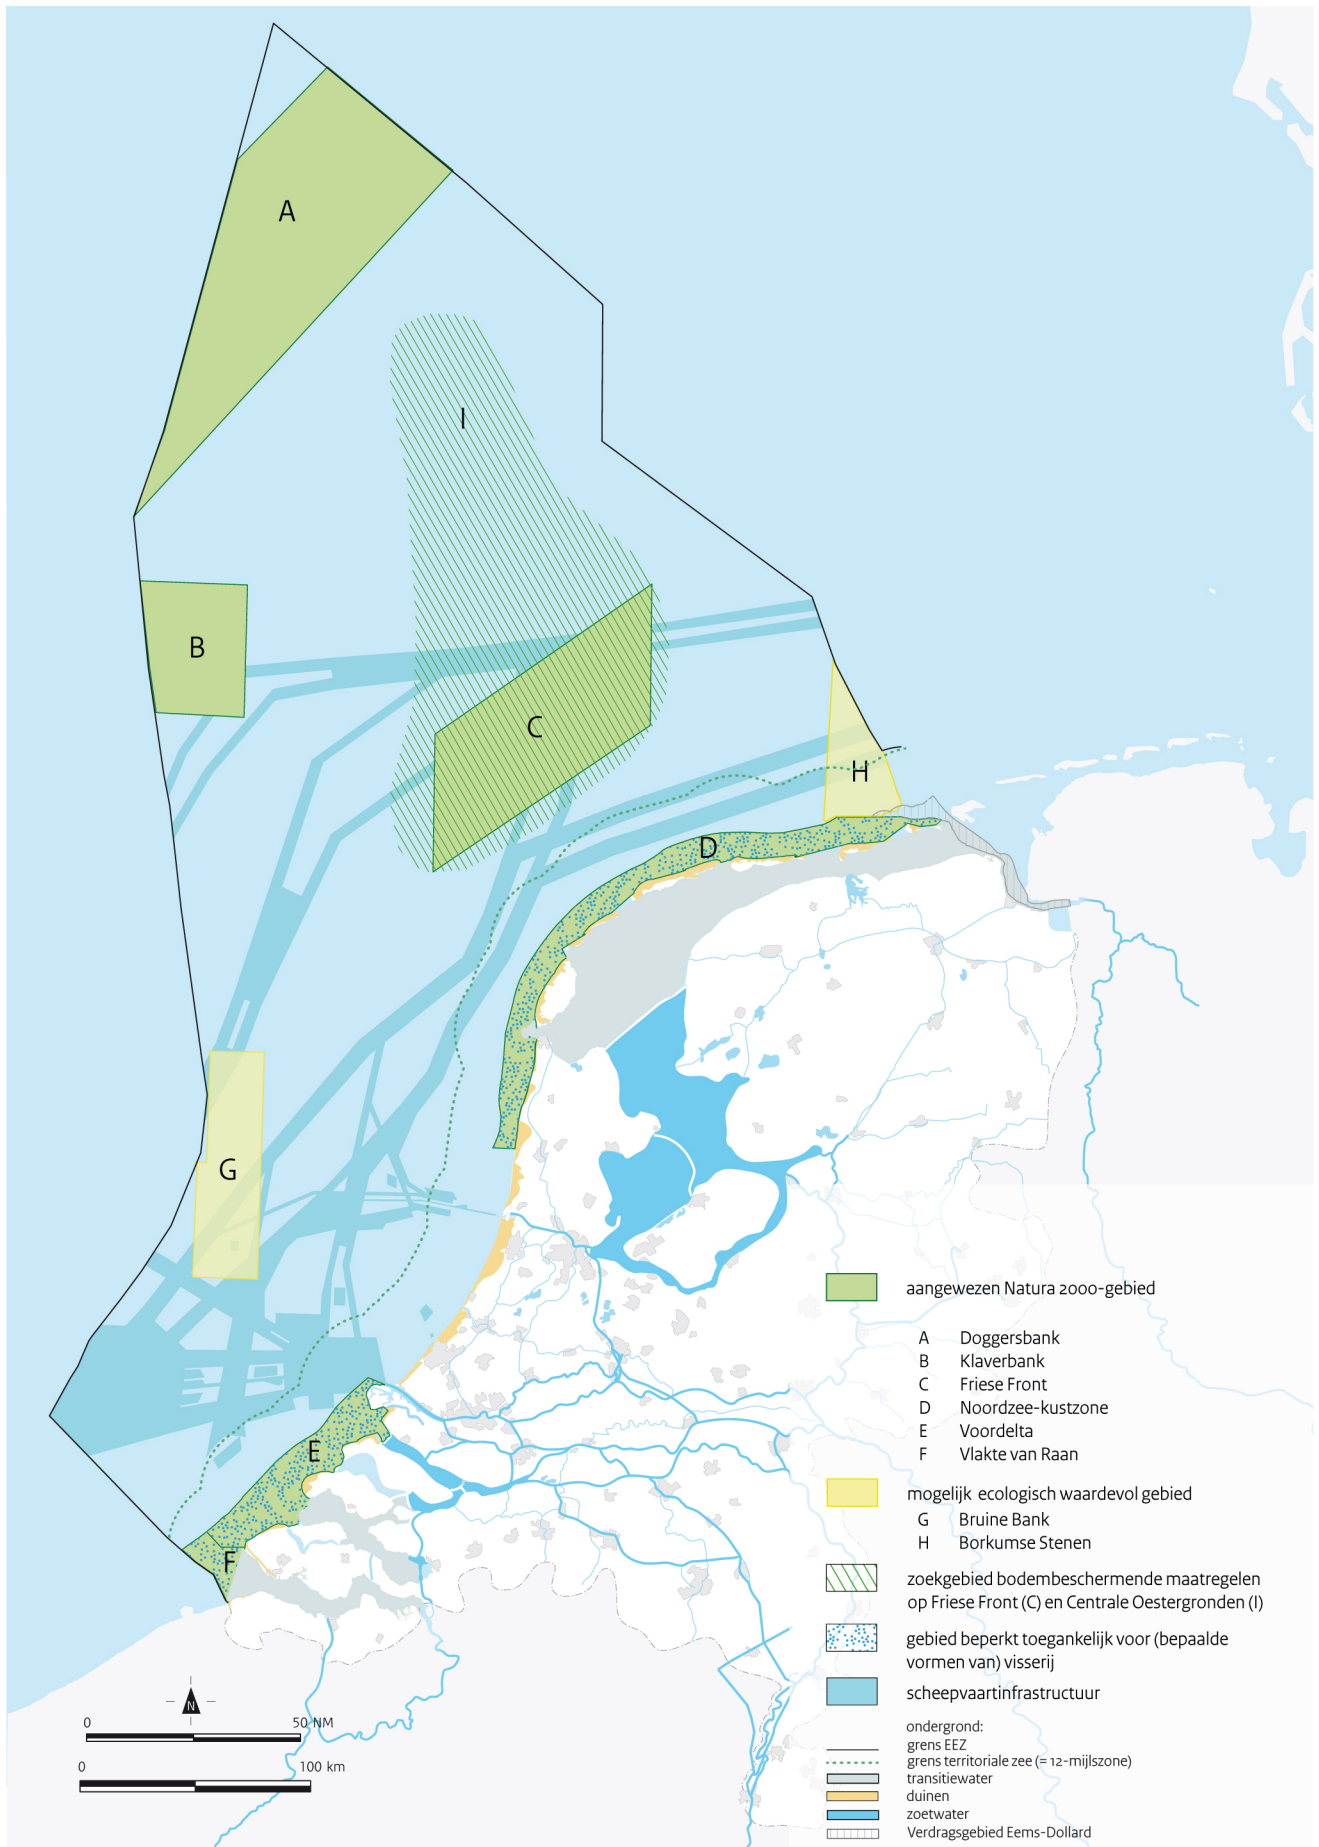 A
I
B
C
H
D
G
E
F
aangewezen Natura 2000-gebied
A Doggersbank
B Klaverbank
C Friese Front
D Noordzee-kustzone
E Voordelta
F Vlakte van Raan
mogelijk ecologisch waardevol gebied
G Bruine Bank
H Borkumse Stenen
zoekgebied bodembeschermende maatregelen
op Friese Front (C) en Centrale Oestergronden (I)
gebied beperkt toegankelijk voor (bepaalde
vormen van) visserij
scheepvaartinfrastructuur
ondergrond:
grens EEZ
grens territoriale zee (= 12-mijlszone)
transitiewater
duinen
zoetwater
Verdragsgebied Eems-Dollard
N
0 50 NM
0 100 km